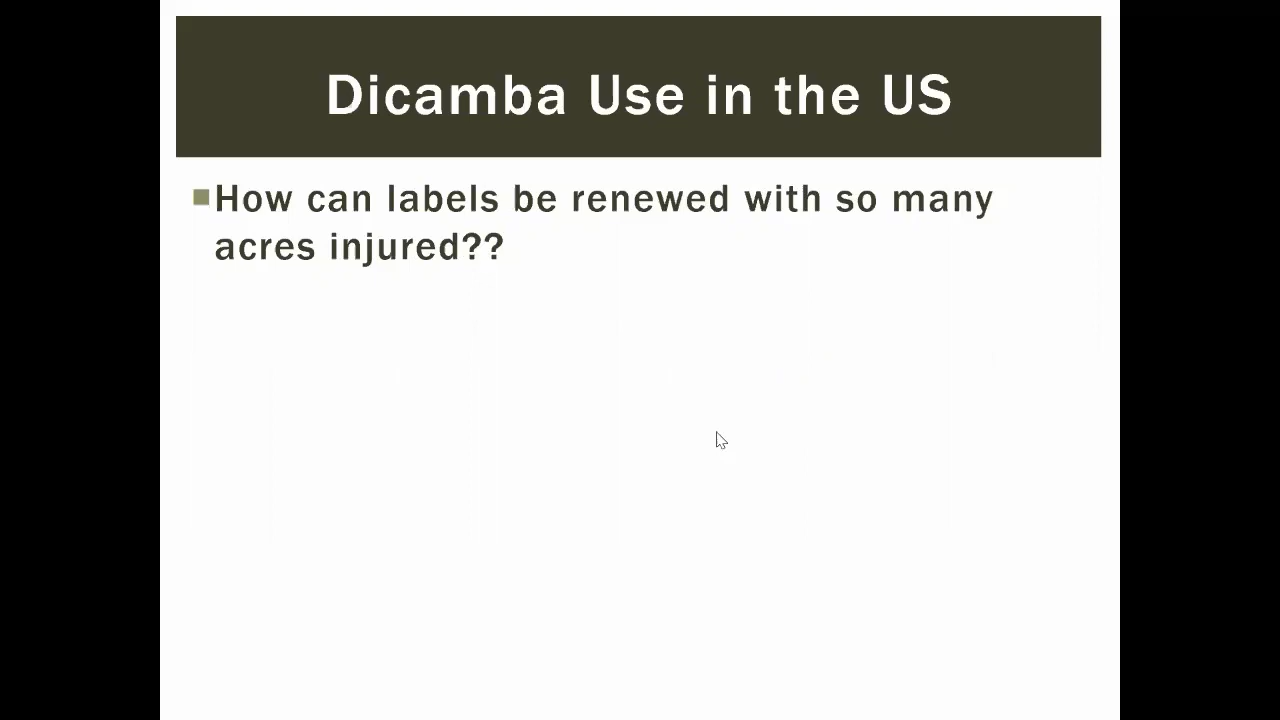 Dicamba Use in the US
How can labels be renewed with so many
acres injured??